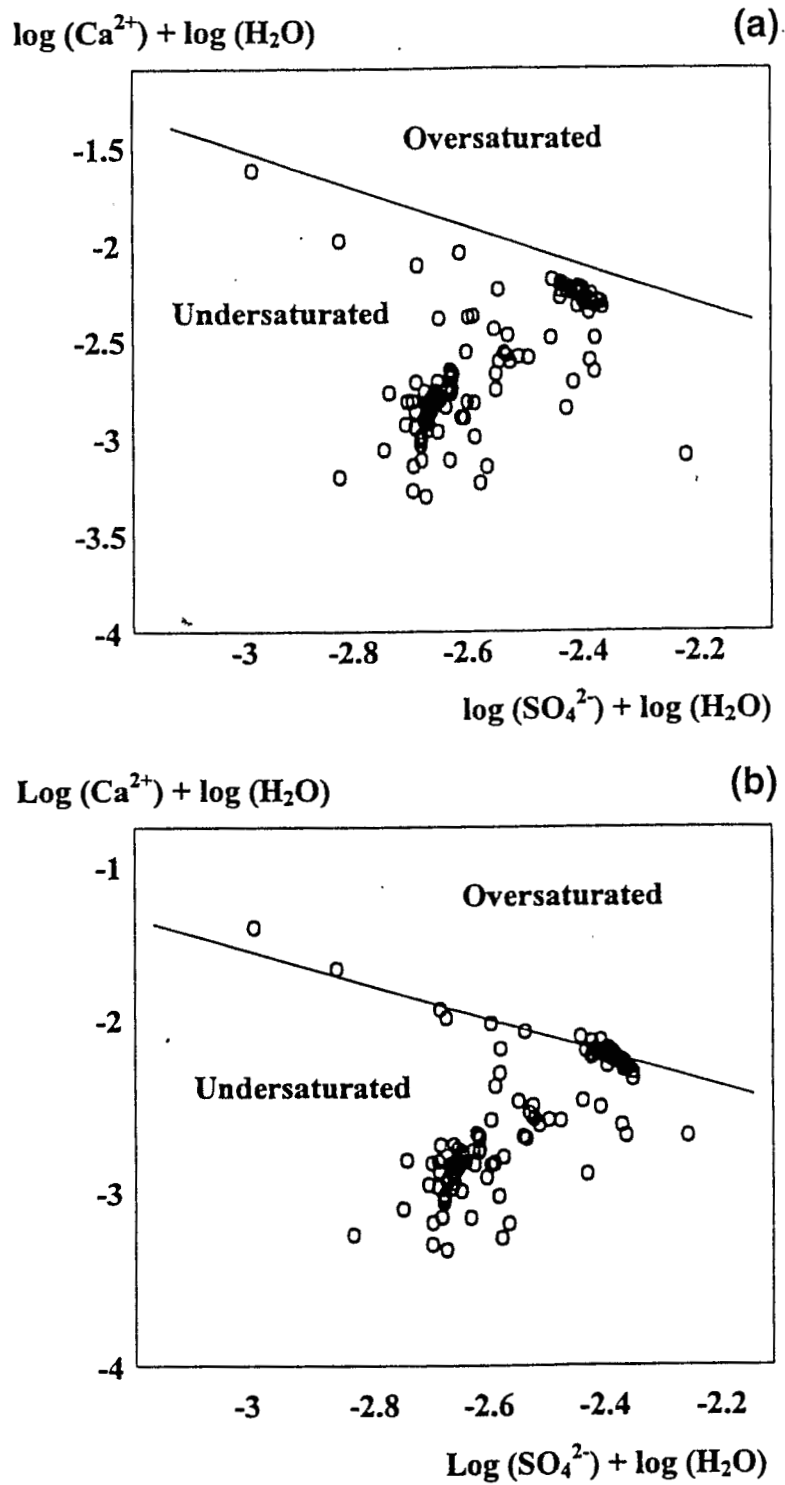 log (Ca²⁺) + log (H₂O)
(a)
Oversaturated
Undersaturated
-1.5
-2
-2.5
-3
-3.5
-4
-3 -2.8 -2.6 -2.4 -2.2
log (SO₄²⁻) + log (H₂O)
Log (Ca²⁺) + log (H₂O)
(b)
Oversaturated
Undersaturated
-1
-2
-3
-4
-3 -2.8 -2.6 -2.4 -2.2
Log (SO₄²⁻) + log (H₂O)